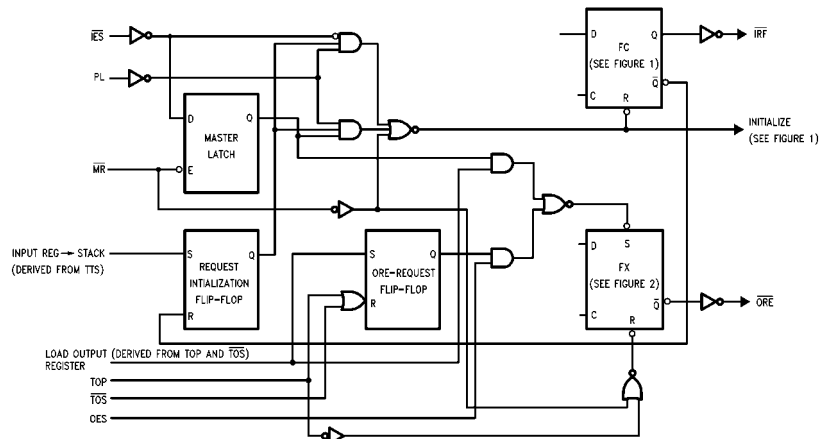 IES
PL
MR
D
Q
MASTER
LATCH
E
D
Q
FC
(SEE FIGURE 1)
Q̅
C
R
IRF
INITIALIZE
(SEE FIGURE 1)
INPUT REG → STACK
(DERIVED FROM TTS)
S
Q
REQUEST
INTIALIZATION
FLIP-FLOP
R
S
Q
ORE-REQUEST
FLIP-FLOP
R
D
S
FX
(SEE FIGURE 2)
Q̅
C
R
ORE
LOAD OUTPUT (DERIVED FROM TOP AND TOS)
REGISTER
TOP
TOS
OES